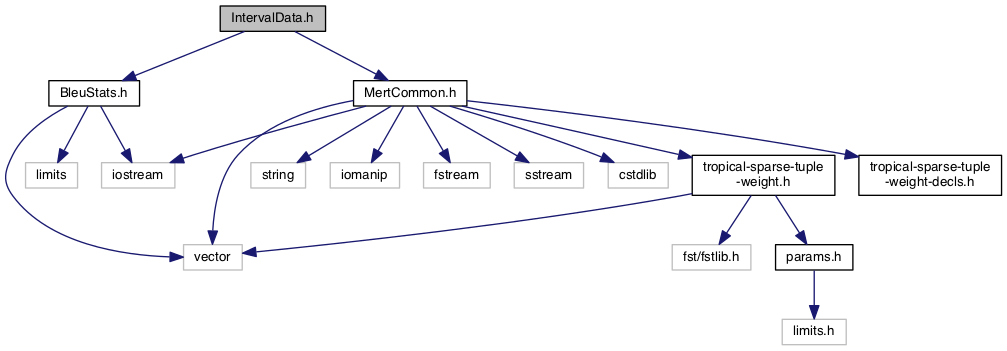 IntervalData.h
BleuStats.h
MertCommon.h
limits
iostream
string
iomanip
fstream
sstream
cstdlib
tropical-sparse-tuple
-weight.h
tropical-sparse-tuple
-weight-decls.h
vector
fst/fstlib.h
params.h
limits.h